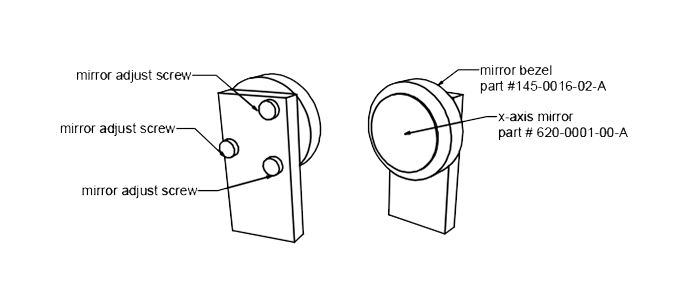 mirror adjust screw
mirror adjust screw
mirror adjust screw
mirror bezel
part #145-0016-02-A
x-axis mirror
part # 620-0001-00-A